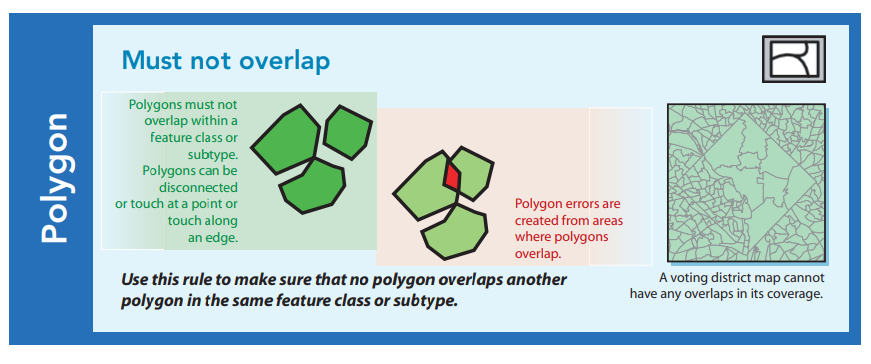 Polygon
Must not overlap
Polygons must not
overlap within a
feature class or
subtype.
Polygons can be
disconnected
or touch at a point or
touch along
an edge.
Polygon errors are
created from areas
where polygons
overlap.
Use this rule to make sure that no polygon overlaps another
polygon in the same feature class or subtype.
A voting district map cannot
have any overlaps in its coverage.